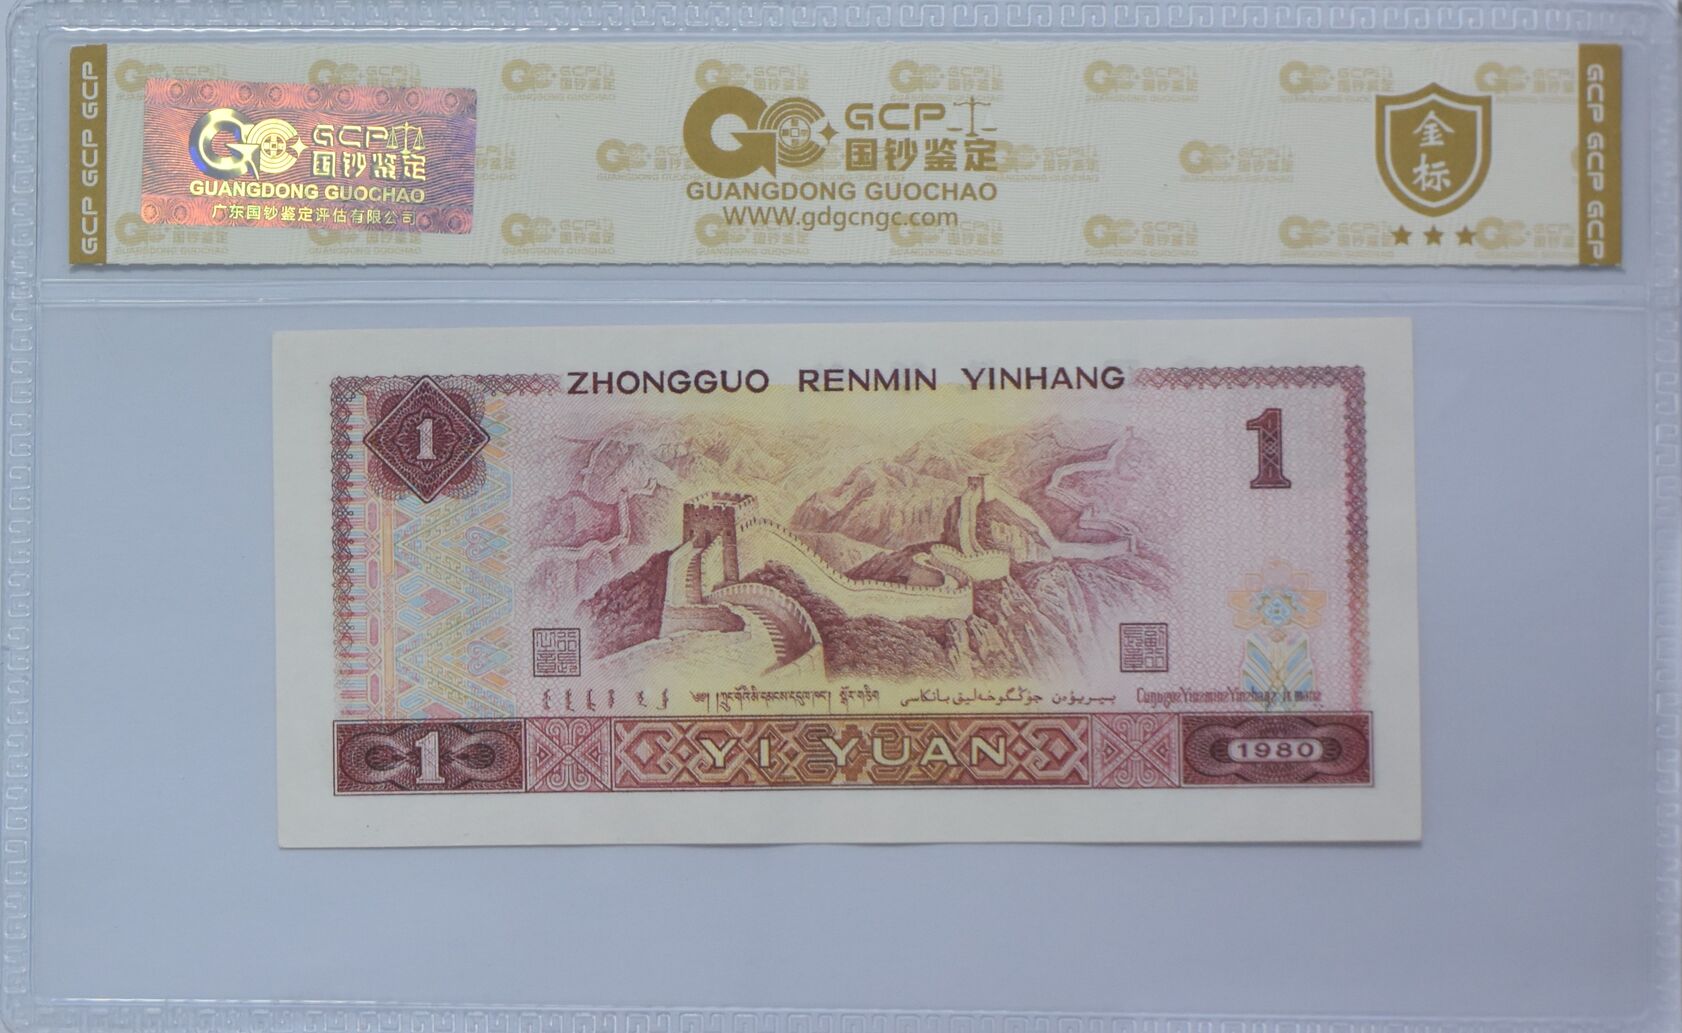 GCP GCP GCP
GCP
国钞鉴定
GUANGDONG GUOCHAO
广东国钞鉴定评估有限公司
GCP
国钞鉴定
GUANGDONG GUOCHAO
WWW.gdgcngc.com
金标
GCP GCP GCP
ZHONGGUO RENMIN YINHANG
1
1
1
YI YUAN
1980